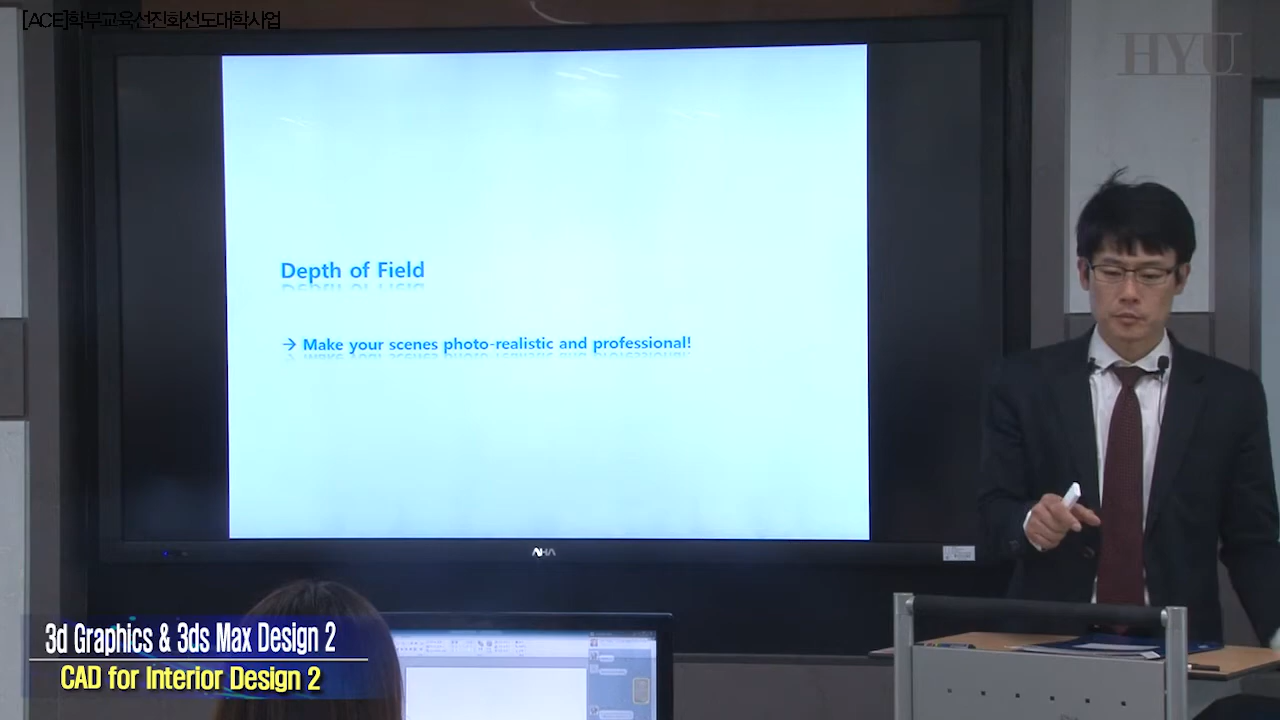 [ACE]학부교육선진화선도대학사업
HYU
Depth of Field
→ Make your scenes photo-realistic and professional!
AHA
3d Graphics & 3ds Max Design 2
CAD for Interior Design 2